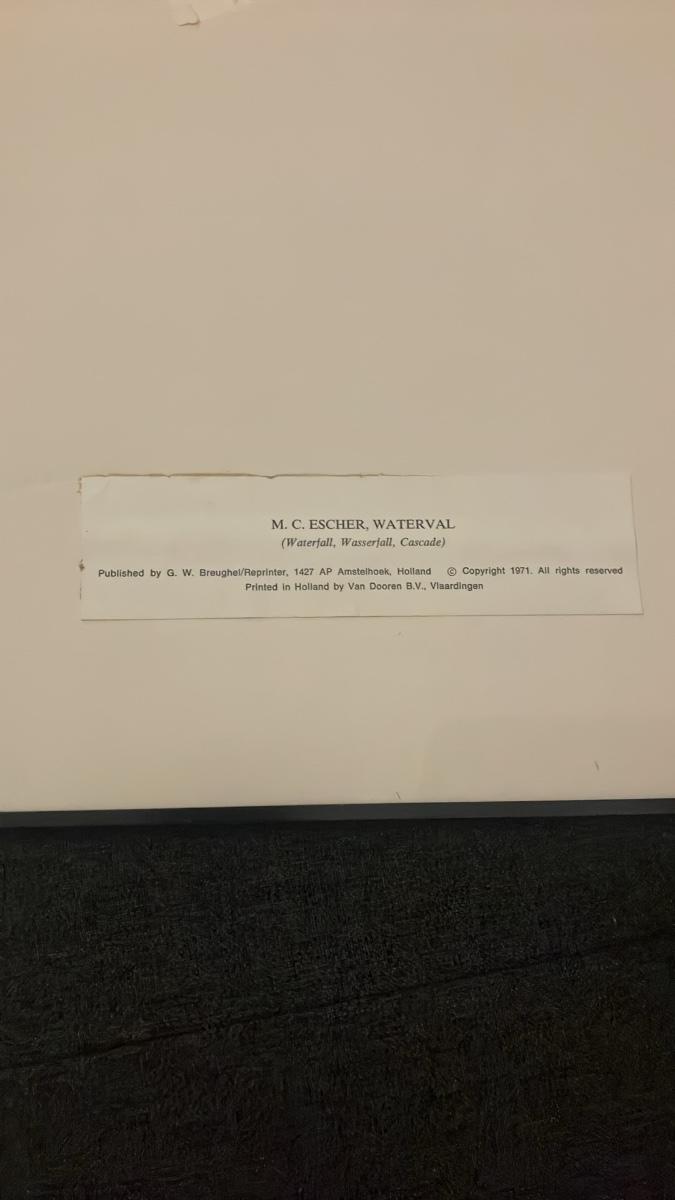 M. C. ESCHER, WATERVAL
(Waterfall, Wasserfall, Cascade)
Published by G. W. Breughel/Reprinter, 1427 AP Amstelhoek, Holland © Copyright 1971. All rights reserved
Printed in Holland by Van Dooren B.V., Vlaardingen